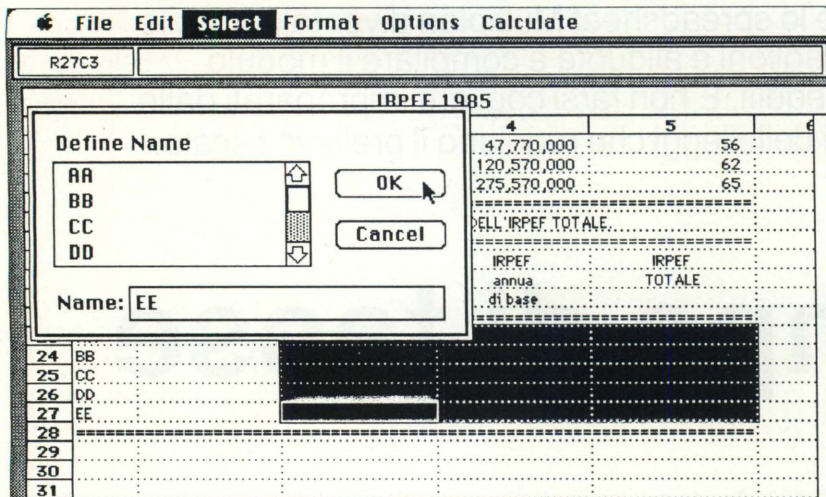 File Edit Select Format Options Calculate
R27C3
IRPEF 1985
Define Name
AA
BB
CC
DD
OK
Cancel
Name: EE
4 5 6
47,770,000 56
120,570,000 62
275,570,000 65
DELL'IRPEF TOTALE.
IRPEF IRPEF
annua TOTALE
di base
24 BB
25 CC
26 DD
27 EE
28
29
30
31